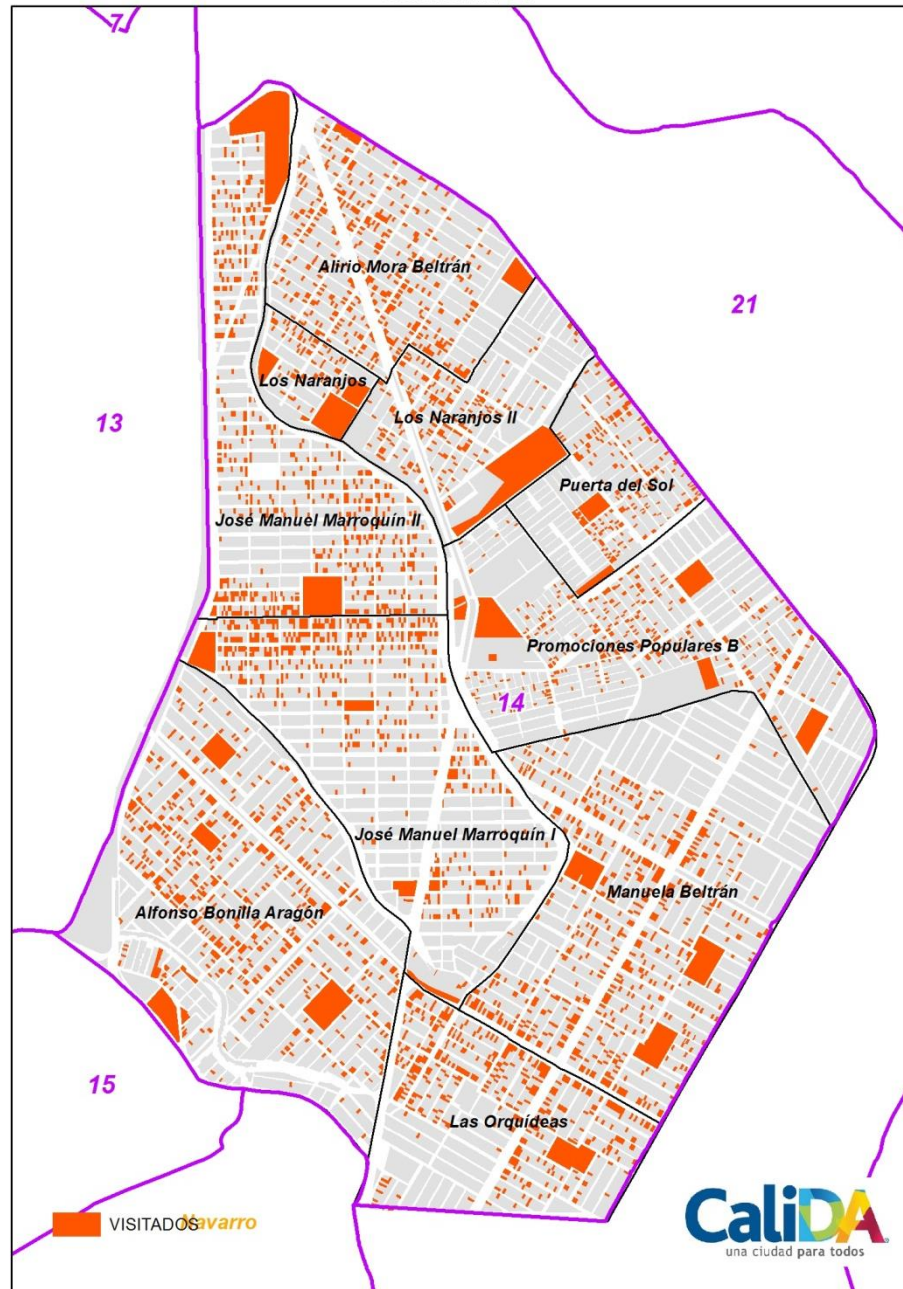 7
Alirio Mora Beltrán
21
Los Naranjos
13
Los Naranjos II
Puerta del Sol
José Manuel Marroquín II
Promociones Populares B
14
José Manuel Marroquín I
Manuela Beltrán
Alfonso Bonilla Aragón
15
Las Orquídeas
VISITADOS
Navarro
CaliDA
una ciudad para todos